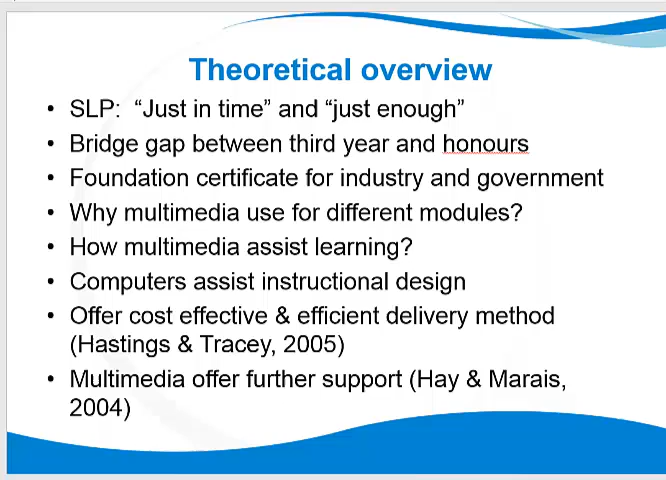 Theoretical overview
• SLP: “Just in time” and “just enough”
• Bridge gap between third year and honours
• Foundation certificate for industry and government
• Why multimedia use for different modules?
• How multimedia assist learning?
• Computers assist instructional design
• Offer cost effective & efficient delivery method
(Hastings & Tracey, 2005)
• Multimedia offer further support (Hay & Marais,
2004)